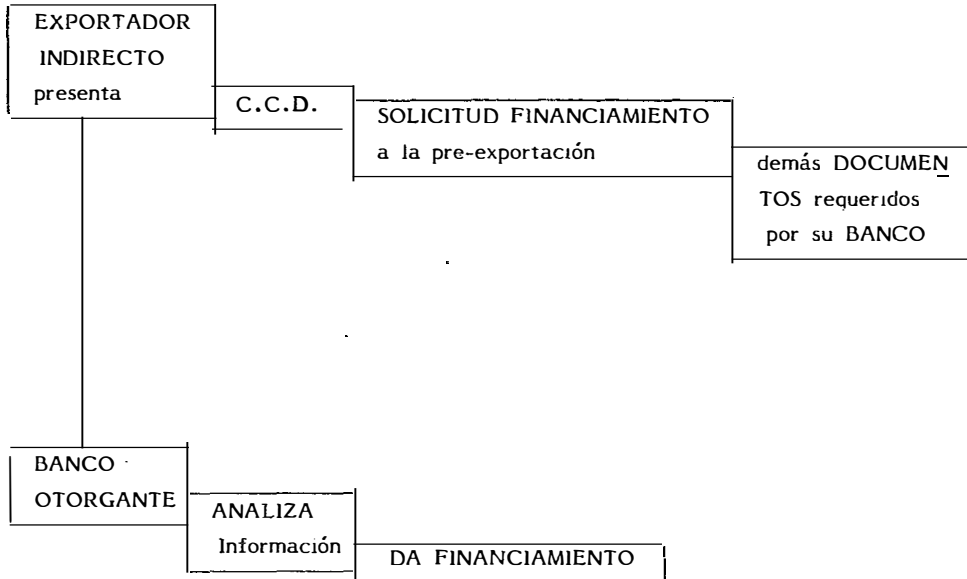 EXPORTADOR
INDIRECTO
presenta
C.C.D.
SOLICITUD FINANCIAMIENTO
a la pre-exportación
demás DOCUMEN
TOS requeridos
por su BANCO
BANCO
OTORGANTE
ANALIZA
Información
DA FINANCIAMIENTO